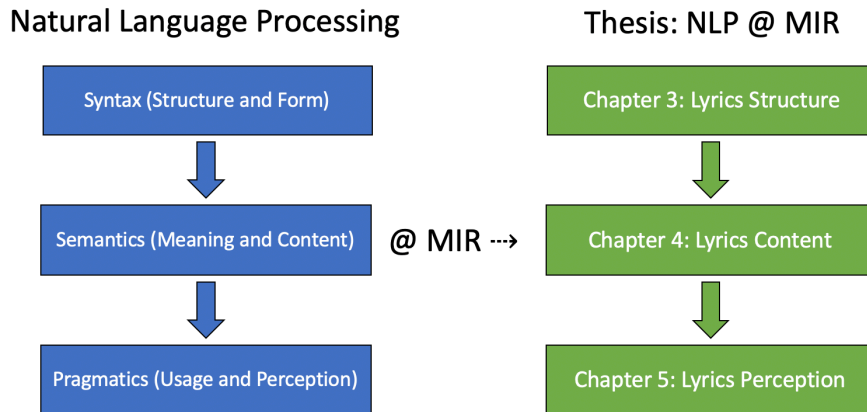 Natural Language Processing
Syntax (Structure and Form)
Semantics (Meaning and Content)
Pragmatics (Usage and Perception)
@ MIR ⇢
Thesis: NLP @ MIR
Chapter 3: Lyrics Structure
Chapter 4: Lyrics Content
Chapter 5: Lyrics Perception